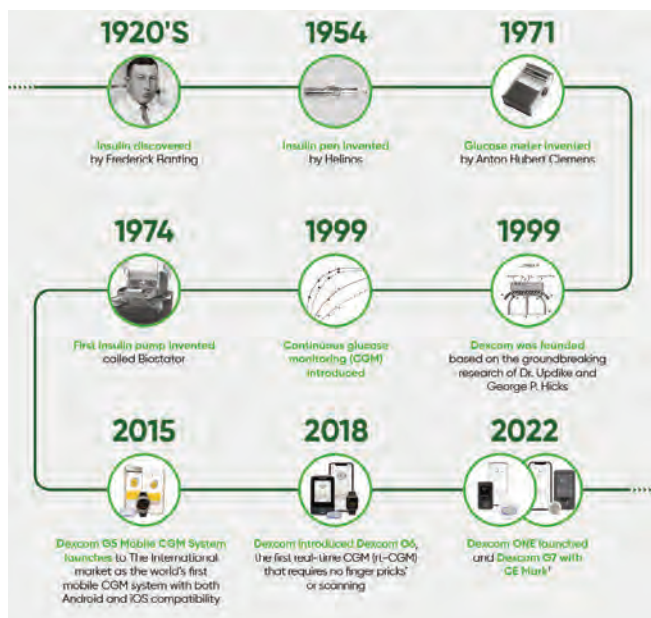 1920'S
Insulin discovered
by Frederick Banting
1954
Insulin pen invented
by Helinos
1971
Glucose meter invented
by Anton Hubert Clemens
1974
First insulin pump invented
called Biostator
1999
Continuous glucose
monitoring (CGM)
introduced
1999
Dexcom was founded
based on the groundbreaking
research of Dr. Updike and
George P. Hicks
2015
Dexcom G5 Mobile CGM System
launches to The International
market as the world's first
mobile CGM system with both
Android and iOS compatibility
2018
Dexcom introduced Dexcom G6,
the first real-time CGM (rt-CGM)
that requires no finger pricks*
or scanning
2022
Dexcom ONE launched
and Dexcom G7 with
CE Mark†